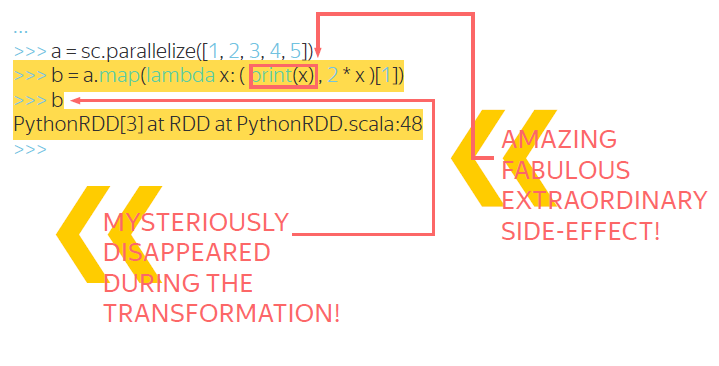 ...
>>> a = sc.parallelize([1, 2, 3, 4, 5])
>>> b = a.map(lambda x: ( print(x) , 2 * x )[1])
>>> b
PythonRDD[3] at RDD at PythonRDD.scala:48
>>>
AMAZING
FABULOUS
EXTRAORDINARY
SIDE-EFFECT!
MYSTERIOUSLY
DISAPPEARED
DURING THE
TRANSFORMATION!